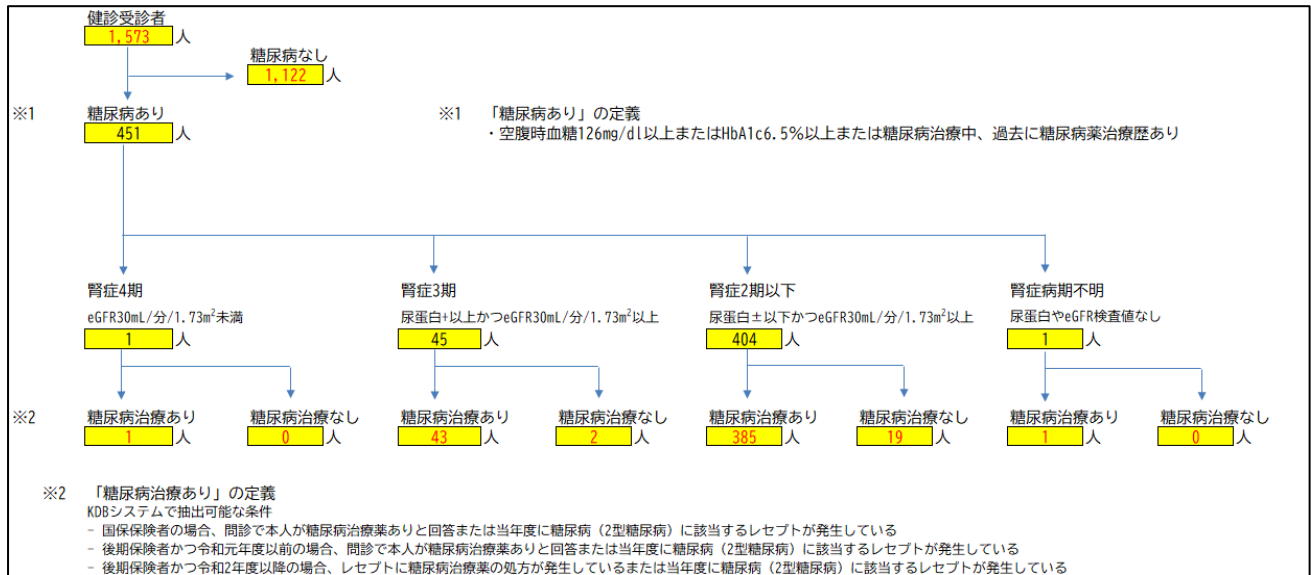 健診受診者
1,573 人
糖尿病なし
1,122 人
※1 糖尿病あり ※1 「糖尿病あり」の定義
451 人 ・空腹時血糖126mg/dl以上またはHbA1c6.5%以上または糖尿病治療中、過去に糖尿病薬治療歴あり
腎症4期 腎症3期 腎症2期以下 腎症病期不明
eGFR30mL/分/1.73m²未満 尿蛋白+以上かつeGFR30mL/分/1.73m²以上 尿蛋白±以下かつeGFR30mL/分/1.73m²以上 尿蛋白やeGFR検査値なし
1 人 45 人 404 人 1 人
※2 糖尿病治療あり 糖尿病治療なし 糖尿病治療あり 糖尿病治療なし 糖尿病治療あり 糖尿病治療なし 糖尿病治療あり 糖尿病治療なし
1 人 0 人 43 人 2 人 385 人 19 人 1 人 0 人
※2 「糖尿病治療あり」の定義
KDBシステムで抽出可能な条件
- 国保保険者の場合、問診で本人が糖尿病治療薬ありと回答または当年度に糖尿病（2型糖尿病）に該当するレセプトが発生している
- 後期保険者かつ令和元年度以前の場合、問診で本人が糖尿病治療薬ありと回答または当年度に糖尿病（2型糖尿病）に該当するレセプトが発生している
- 後期保険者かつ令和2年度以降の場合、レセプトに糖尿病治療薬の処方が発生しているまたは当年度に糖尿病（2型糖尿病）に該当するレセプトが発生している